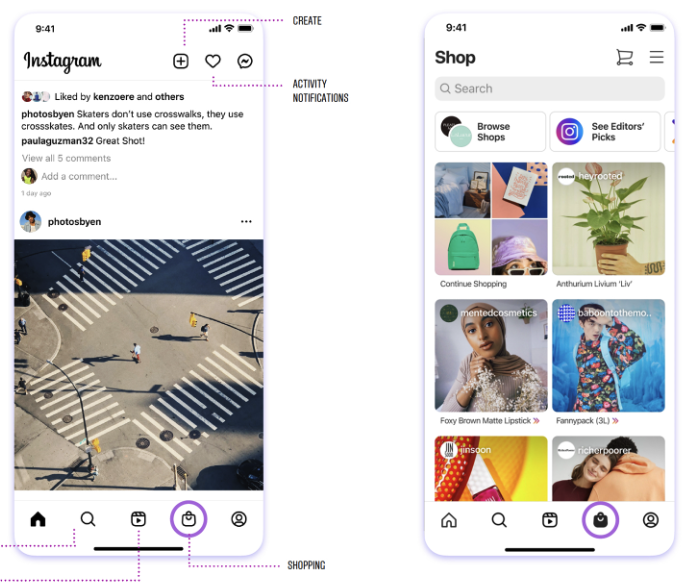 CREATE
9:41
Instagram
ACTIVITY
NOTIFICATIONS
Liked by kenzoere and others
photosbyen Skaters don't use crosswalks, they use
crossskates. And only skaters can see them.
paulaguzman32 Great Shot!
View all 5 comments
Add a comment...
1 day ago
photosbyen
SHOPPING
9:41
Shop
Search
Browse
Shops
See Editors'
Picks
rooted
heyrooted
Continue Shopping
Anthurium Livium 'Liv'
mentedcosmetics
baboontothemo..
Foxy Brown Matte Lipstick »
Fannypack (3L) »
JIN
jinsoon
richerpoorer